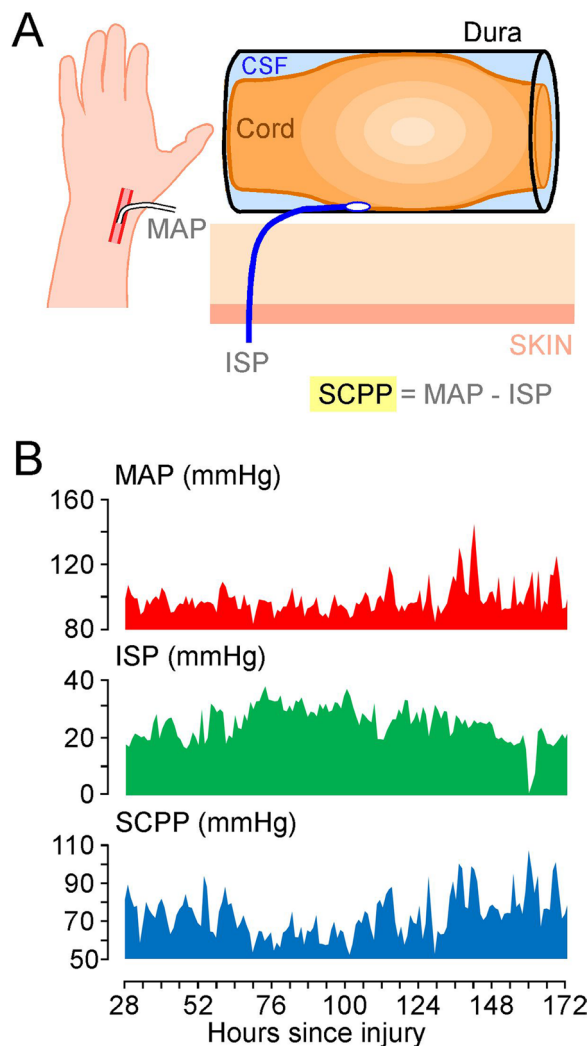 A
Dura
CSF
Cord
MAP
SKIN
ISP
SCPP = MAP - ISP
B
MAP (mmHg)
160
120
80
ISP (mmHg)
40
20
0
SCPP (mmHg)
110
90
70
50
28 52 76 100 124 148 172
Hours since injury